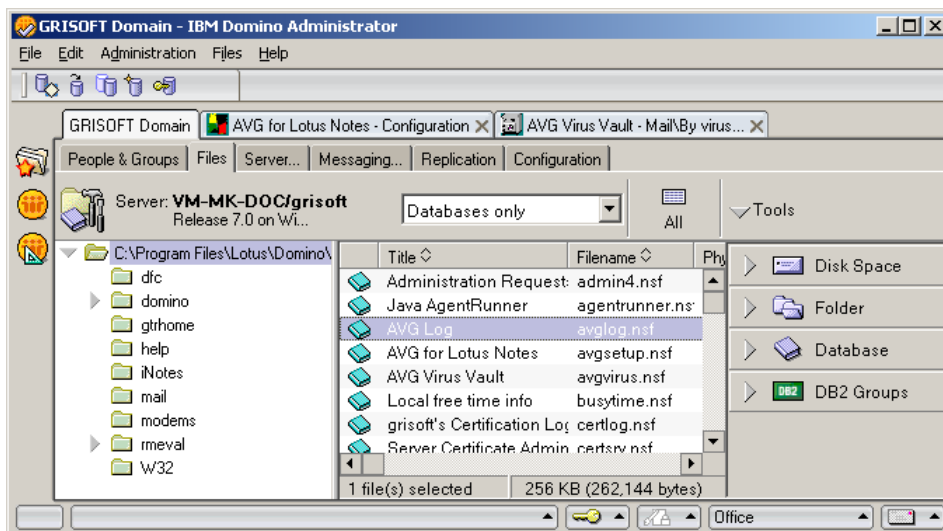 GRISOFT Domain - IBM Domino Administrator
File Edit Administration Files Help
GRISOFT Domain AVG for Lotus Notes - Configuration AVG Virus Vault - Mail\By virus...
People & Groups Files Server... Messaging... Replication Configuration
Server: VM-MK-DOC/grisoft
Release 7.0 on Wi...
Databases only
All
Tools
C:\Program Files\Lotus\Domino\
dfc
domino
gtrhome
help
iNotes
mail
modems
rmeval
W32
Title Filename Phy
Administration Request: admin4.nsf
Java AgentRunner agentrunner.ns
AVG Log avglog.nsf
AVG for Lotus Notes avgsetup.nsf
AVG Virus Vault avgvirus.nsf
Local free time info busytime.nsf
grisoft's Certification Log certlog.nsf
Server Certificate Admin certsrv.nsf
1 file(s) selected 256 KB (262,144 bytes)
Disk Space
Folder
Database
DB2 DB2 Groups
Office